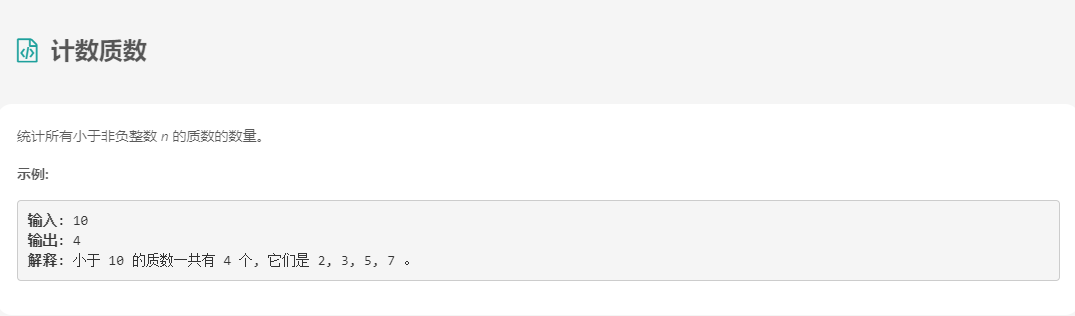 计数质数
统计所有小于非负整数 n 的质数的数量。
示例:
输入: 10
输出: 4
解释: 小于 10 的质数一共有 4 个, 它们是 2, 3, 5, 7 。